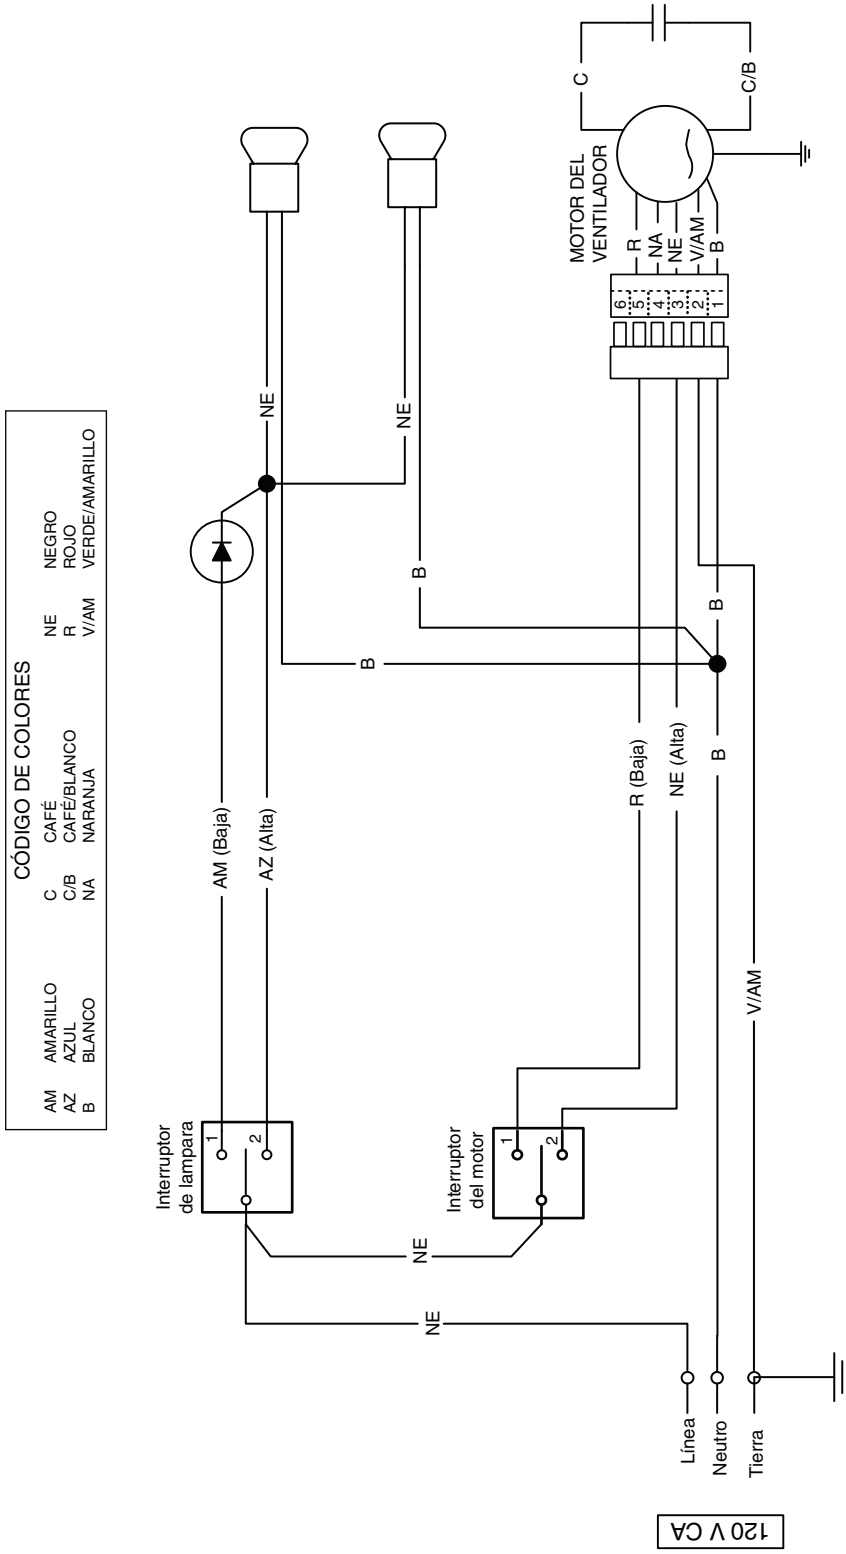 CÓDIGO DE COLORES
AM AMARILLO C CAFÉ NE NEGRO
AZ AZUL C/B CAFÉ/BLANCO R ROJO
B BLANCO NA NARANJA V/AM VERDE/AMARILLO
Interruptor
de lampara
1
2
AM (Baja)
AZ (Alta)
NE
NE
B
B
Interruptor
del motor
1
2
NE
NE
R (Baja)
NE (Alta)
B
B
V/AM
MOTOR DEL
VENTILADOR
6
5
4
3
2
1
R
NA
NE
V/AM
B
C
C/B
Línea
Neutro
Tierra
120 V CA